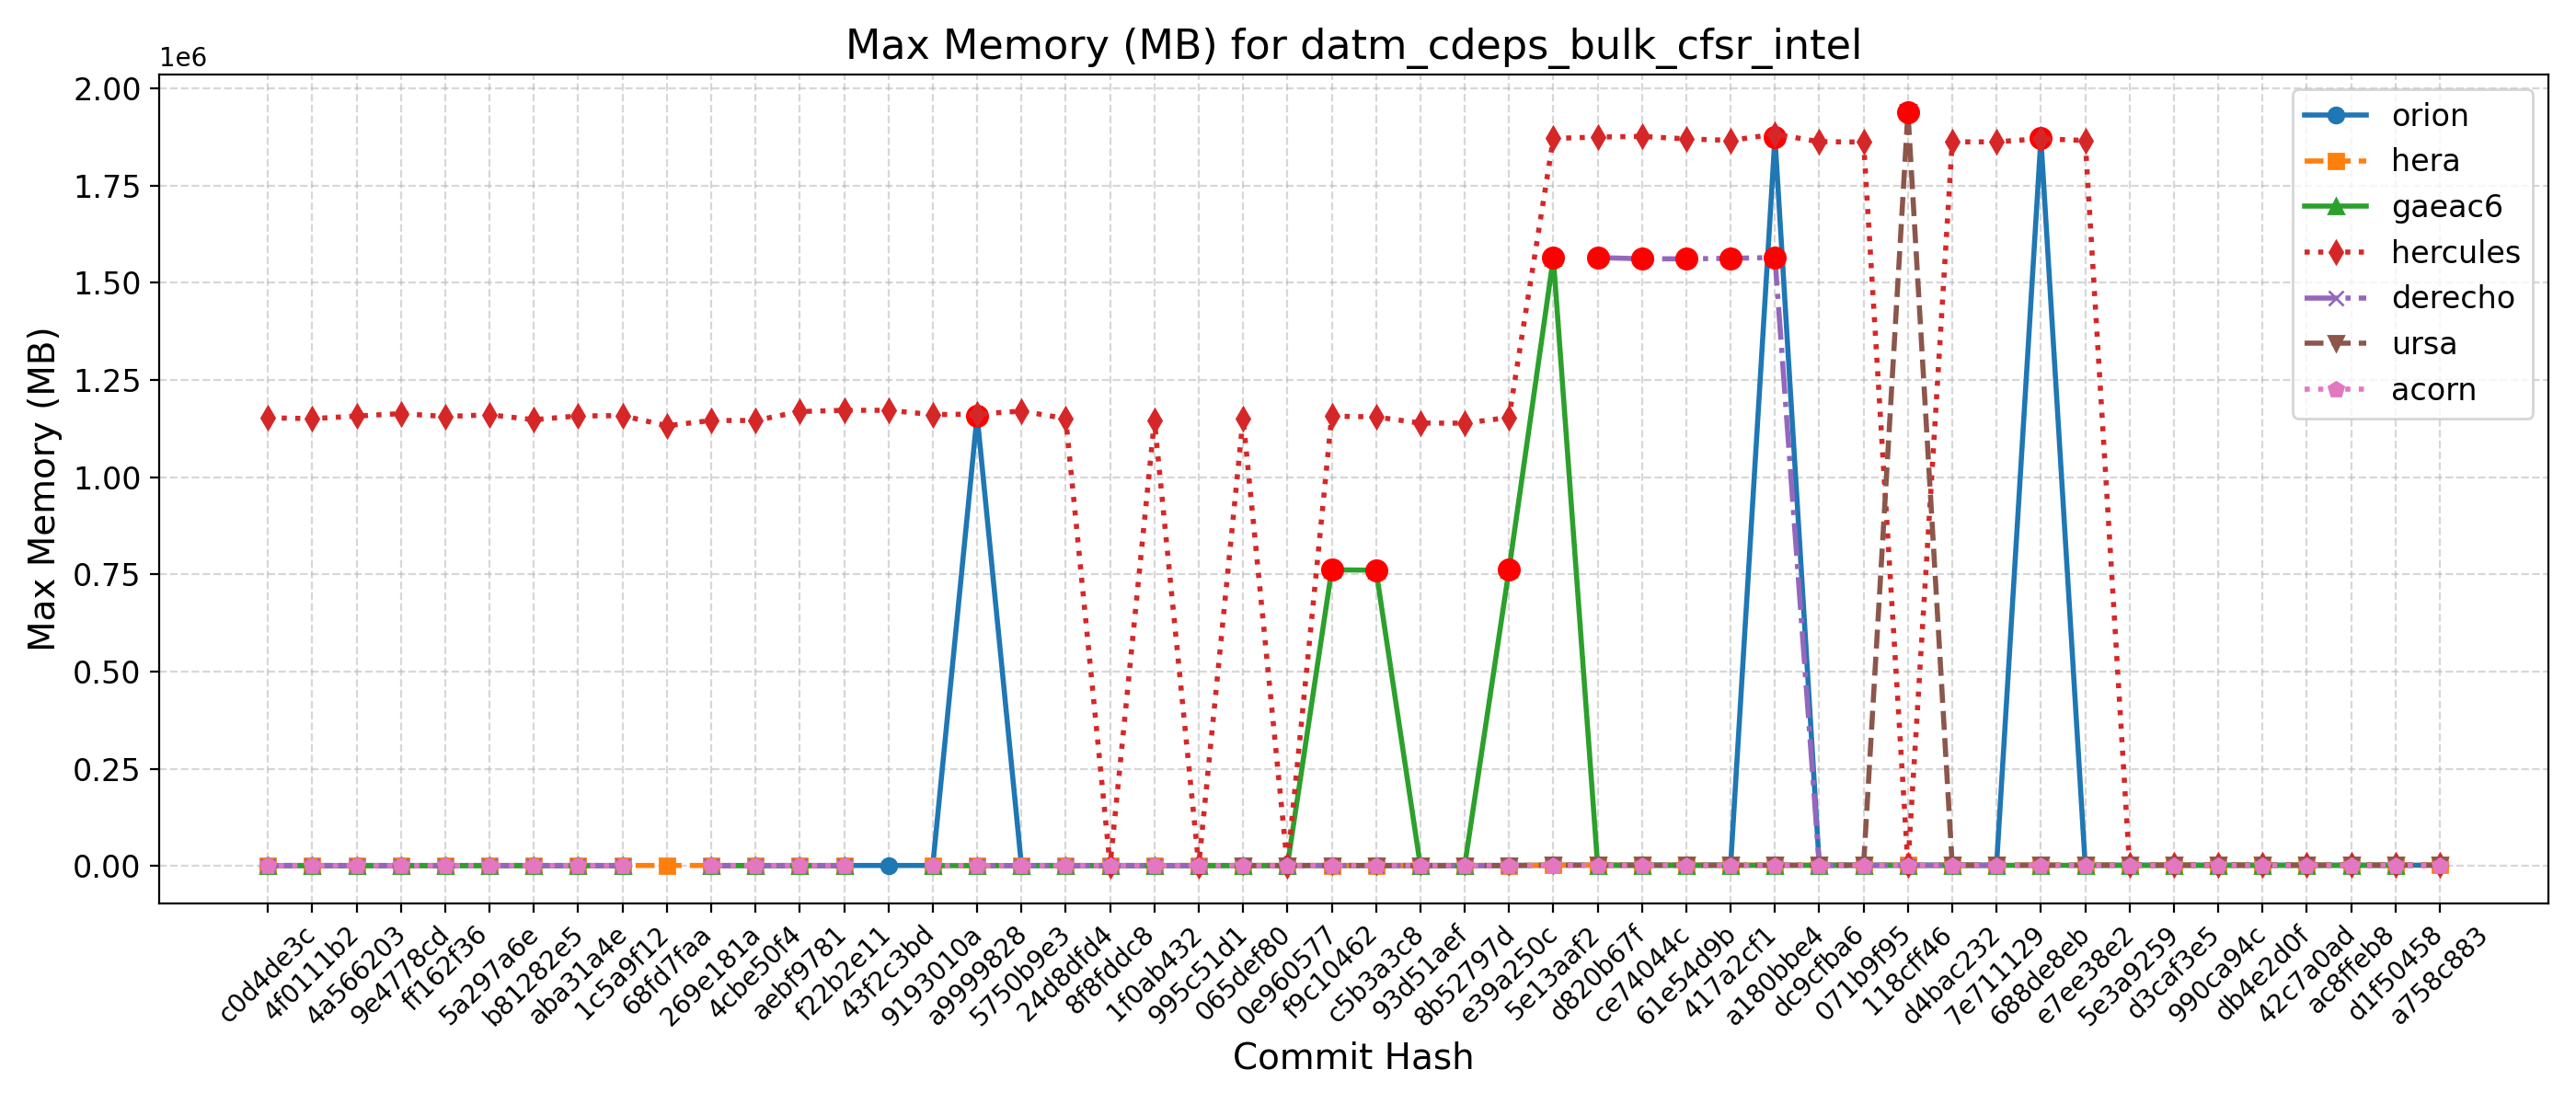 Max Memory (MB) for datm_cdeps_bulk_cfsr_intel
1e6
2.00
1.75
1.50
1.25
1.00
0.75
0.50
0.25
0.00
Max Memory (MB)
orion
hera
gaeac6
hercules
derecho
ursa
acorn
c0d4de3c
4f0111b2
4a566203
9e4778cd
ff162f36
5a297a6e
b81282e5
aba31a4e
1c5a9f12
68fd7faa
269e181a
4cbe50f4
aebf9781
f22b2e11
43f2c3bd
9193010a
a9999828
5750b9e3
24d8dfd4
8f8fddc8
1f0ab432
995c51d1
065def80
0e960577
f9c10462
c5b3a3c8
93d51aef
8b52797d
e39a250c
5e13aaf2
d820b67f
ce74044c
61e54d9b
417a2cf1
a180bbe4
dc9cfba6
071b9f95
118cff46
d4bac232
7e711129
688de8eb
e7ee38e2
5e3a9259
d3caf3e5
990ca94c
db4e2d0f
42c7a0ad
ac8ffeb8
d1f50458
a758c883
Commit Hash